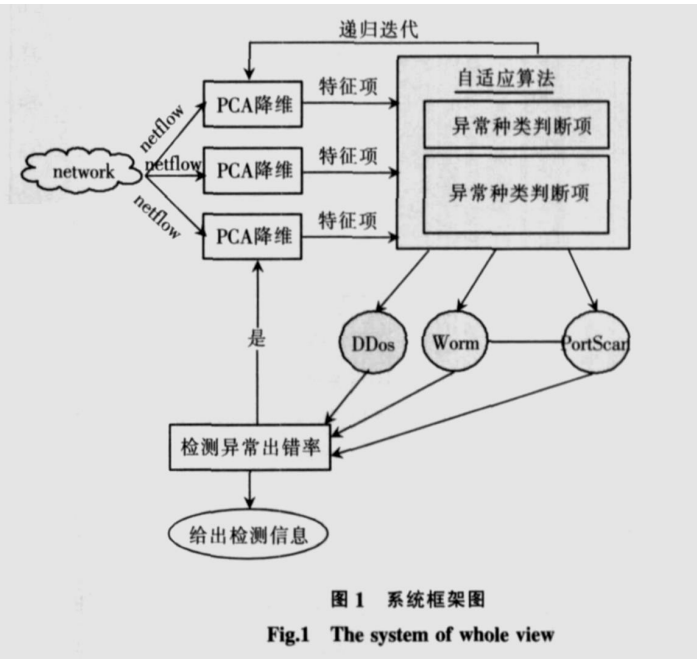 递归迭代
自适应算法
PCA降维
特征项
异常种类判断项
netflow
network
netflow
PCA降维
特征项
异常种类判断项
netflow
PCA降维
特征项
是
DDos
Worm
PortScan
检测异常出错率
给出检测信息
图1 系统框架图
Fig.1 The system of whole view